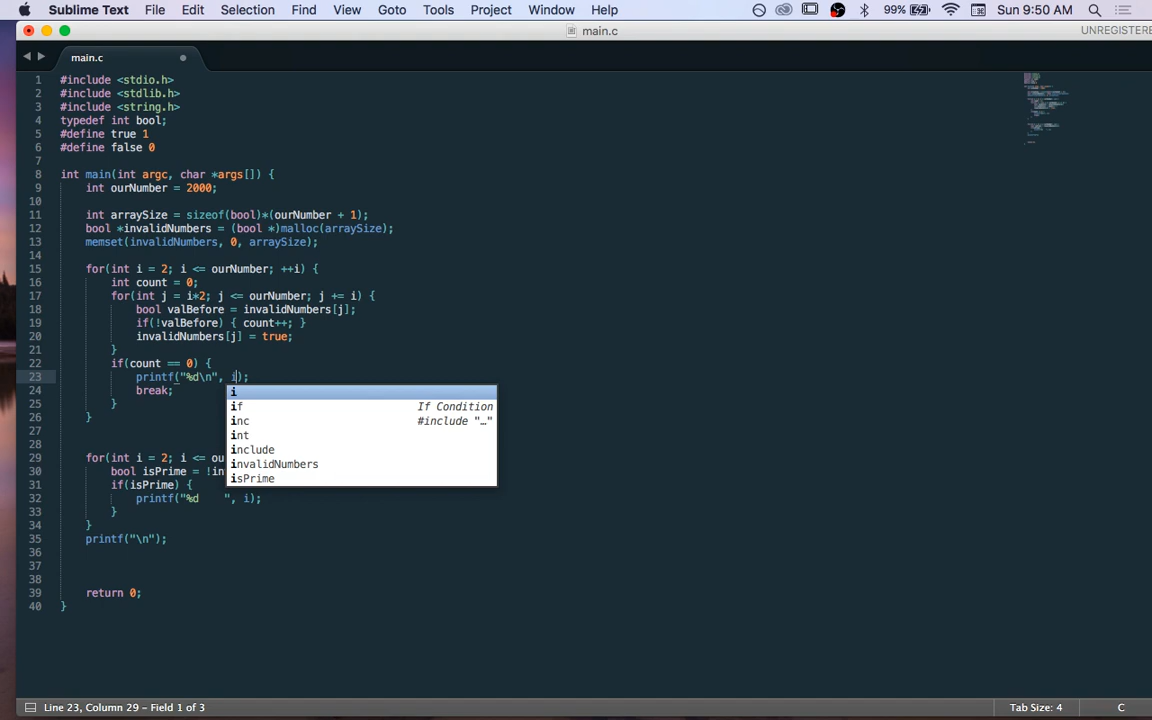 Sublime Text File Edit Selection Find View Goto Tools Project Window Help 99% Sun 9:50 AM
main.c UNREGISTERE
main.c
1 #include <stdio.h>
2 #include <stdlib.h>
3 #include <string.h>
4 typedef int bool;
5 #define true 1
6 #define false 0
7
8 int main(int argc, char *args[]) {
9 int ourNumber = 2000;
10
11 int arraySize = sizeof(bool)*(ourNumber + 1);
12 bool *invalidNumbers = (bool *)malloc(arraySize);
13 memset(invalidNumbers, 0, arraySize);
14
15 for(int i = 2; i <= ourNumber; ++i) {
16 int count = 0;
17 for(int j = i*2; j <= ourNumber; j += i) {
18 bool valBefore = invalidNumbers[j];
19 if(!valBefore) { count++; }
20 invalidNumbers[j] = true;
21 }
22 if(count == 0) {
23 printf("%d\n", i);
24 break;
i
25 }
if If Condition
26 }
inc #include "…"
27
int
28
include
29 for(int i = 2; i <= ou
invalidNumbers
30 bool isPrime = !in
isPrime
31 if(isPrime) {
32 printf("%d    ", i);
33 }
34 }
35 printf("\n");
36
37
38
39 return 0;
40 }
Line 23, Column 29 - Field 1 of 3 Tab Size: 4 C